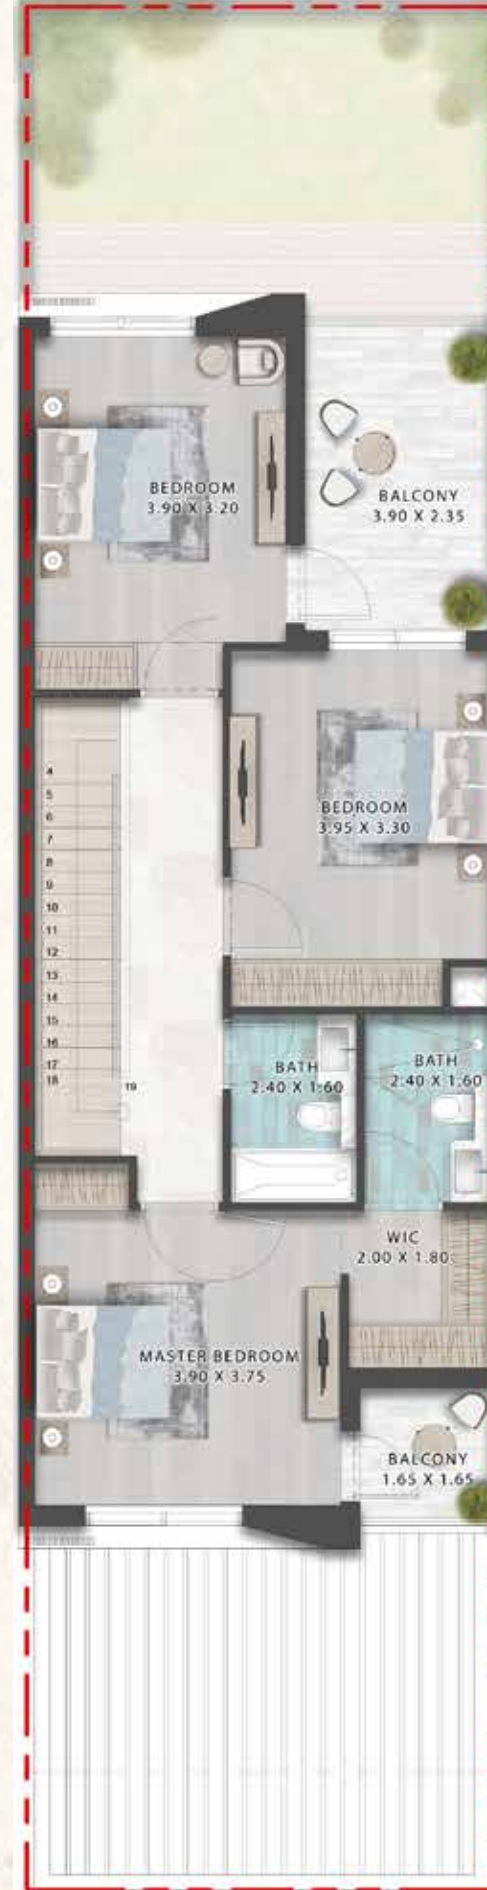 BEDROOM
3.90 X 3.20
BALCONY
3.90 X 2.35
BEDROOM
3.95 X 3.30
4
5
6
7
8
9
10
11
12
13
14
15
16
17
18
19
BATH
2.40 X 1.60
BATH
2.40 X 1.60
WIC
2.00 X 1.80
MASTER BEDROOM
3.90 X 3.75
BALCONY
1.65 X 1.65